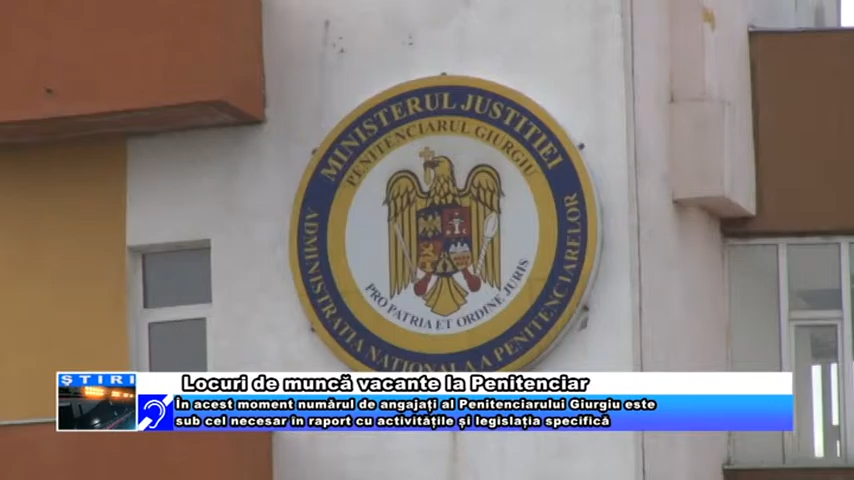 MINISTERUL JUSTIȚIEI
PENITENCIARUL GIURGIU
PRO PATRIA ET ORDINE JURIS
ADMINISTRAȚIA NAȚIONALĂ A PENITENCIARELOR
ȘTIRI
Locuri de muncă vacante la Penitenciar
În acest moment numărul de angajați al Penitenciarului Giurgiu este
sub cel necesar în raport cu activitățile și legislația specifică